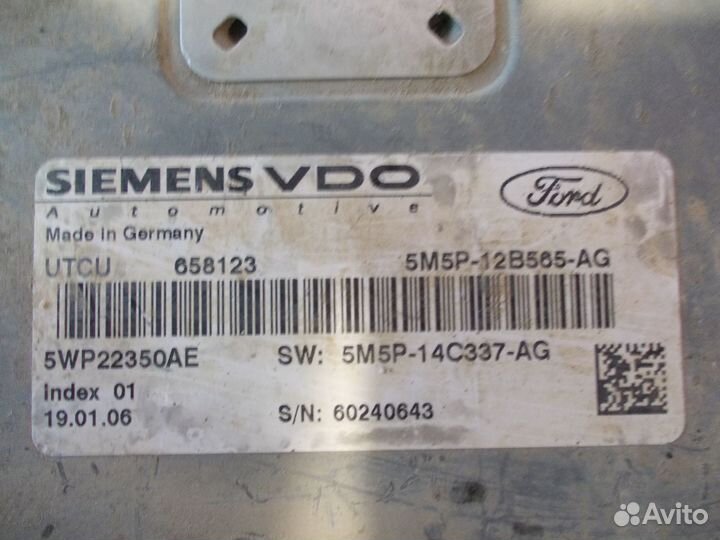 SIEMENS VDO
Automotive
Ford
Made in Germany
UTCU 658123 5M5P-12B565-AG
5WP22350AE SW: 5M5P-14C337-AG
Index 01
19.01.06 S/N: 60240643
Avito